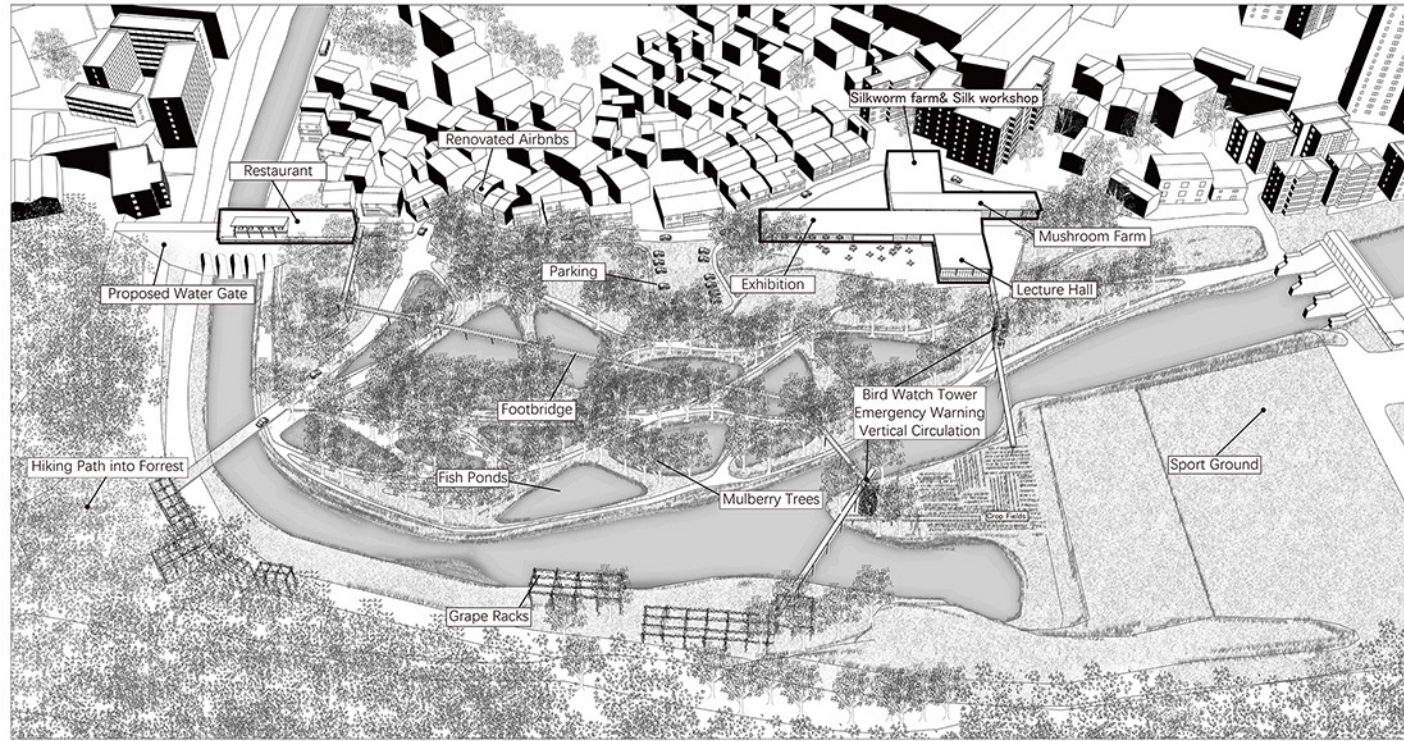 Silkworm farm& Silk workshop
Renovated Airbnbs
Restaurant
Mushroom Farm
Parking
Exhibition
Lecture Hall
Proposed Water Gate
Bird Watch Tower
Emergency Warning
Vertical Circulation
Footbridge
Hiking Path into Forrest
Sport Ground
Fish Ponds
Mulberry Trees
Crop Fields
Grape Racks